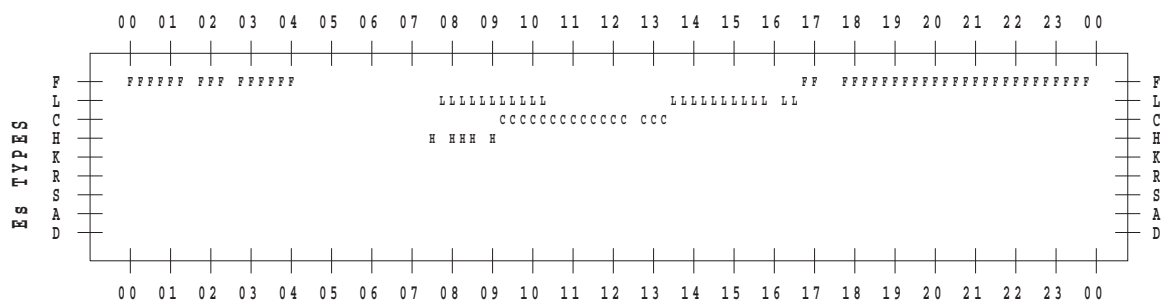 00 01 02 03 04 05 06 07 08 09 10 11 12 13 14 15 16 17 18 19 20 21 22 23 00
F FFFFFF FFF FFFFFF FF FFFFFFFFFFFFFFFFFFFFFFFFF F
L LLLLLLLLLLL LLLLLLLLLL LL L
C CCCCCCCCCCCCC CCC C
H H HHH H H
K K
R R
S S
A A
D D
Es TYPES
00 01 02 03 04 05 06 07 08 09 10 11 12 13 14 15 16 17 18 19 20 21 22 23 00